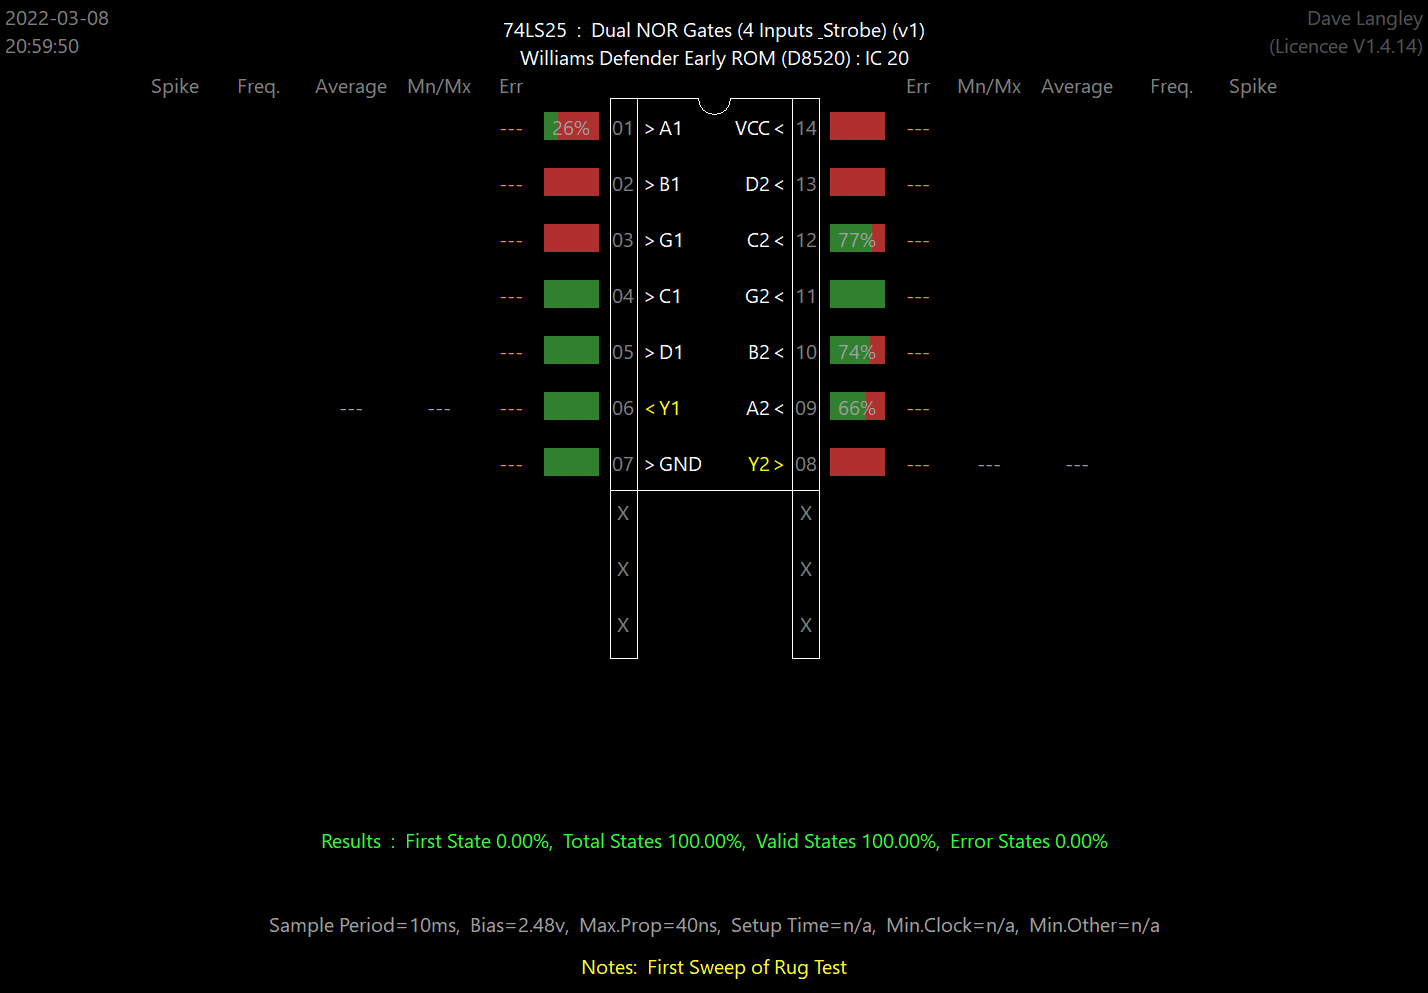 2022-03-08
20:59:50
74LS25 : Dual NOR Gates (4 Inputs _Strobe) (v1)
Williams Defender Early ROM (D8520) : IC 20
Dave Langley
(Licencee V1.4.14)
Spike Freq. Average Mn/Mx Err Err Mn/Mx Average Freq. Spike
--- 26% 01 > A1 VCC < 14 ---
--- 02 > B1 D2 < 13 ---
--- 03 > G1 C2 < 12 77% ---
--- 04 > C1 G2 < 11 ---
--- 05 > D1 B2 < 10 74% ---
--- --- --- 06 < Y1 A2 < 09 66% ---
--- 07 > GND Y2 > 08 --- --- ---
X X
X X
X X
Results : First State 0.00%, Total States 100.00%, Valid States 100.00%, Error States 0.00%
Sample Period=10ms, Bias=2.48v, Max.Prop=40ns, Setup Time=n/a, Min.Clock=n/a, Min.Other=n/a
Notes: First Sweep of Rug Test